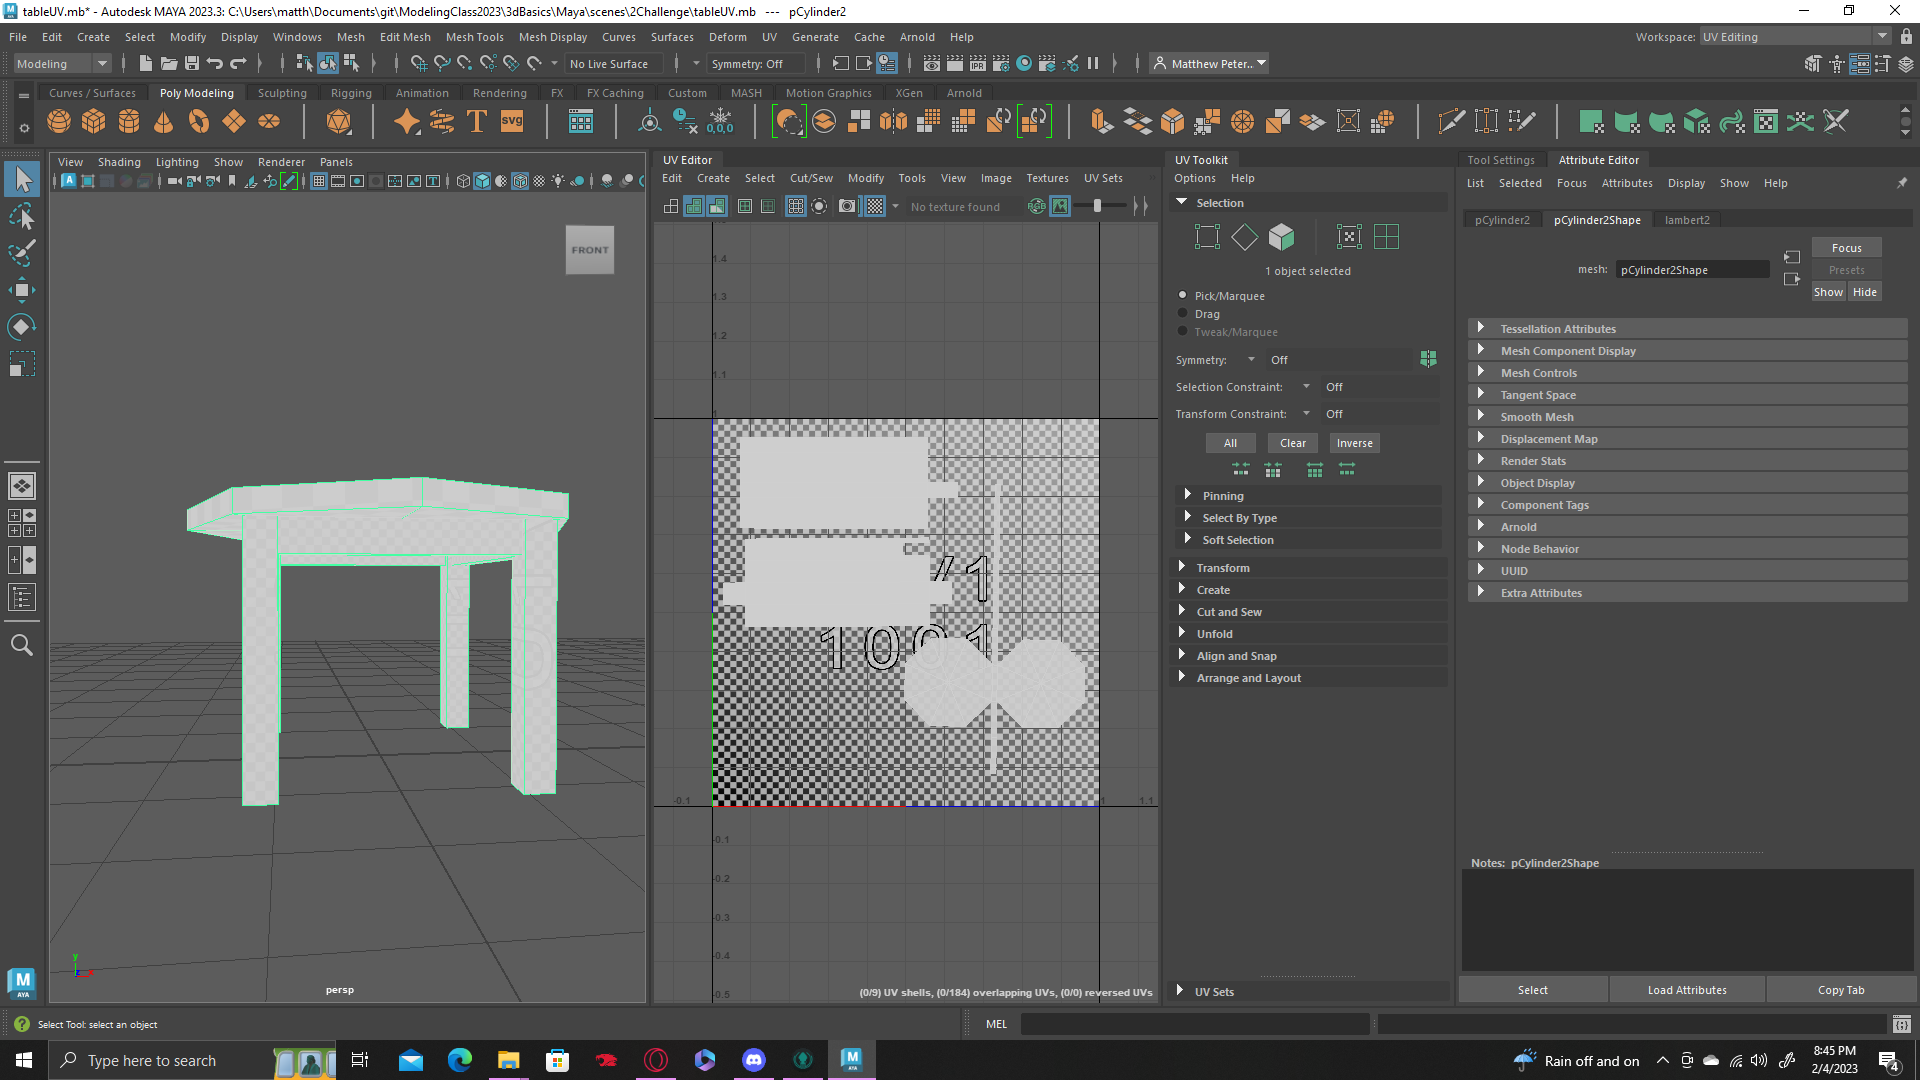 tableUV.mb* - Autodesk MAYA 2023.3: C:\Users\matth\Documents\git\ModelingClass2023\3dBasics\Maya\scenes\2Challenge\tableUV.mb --- pCylinder2
File Edit Create Select Modify Display Windows Mesh Edit Mesh Mesh Tools Mesh Display Curves Surfaces Deform UV Generate Cache Arnold Help Workspace: UV Editing
Modeling No Live Surface Symmetry: Off IPR Matthew Peter..
Curves / Surfaces Poly Modeling Sculpting Rigging Animation Rendering FX FX Caching Custom MASH Motion Graphics XGen Arnold
T SVG 0,0,0
View Shading Lighting Show Renderer Panels
FRONT
persp
UV Editor
Edit Create Select Cut/Sew Modify Tools View Image Textures UV Sets
No texture found RGB
1.4
1.3
1.2
1.1
1
/1
1001
-0.1 1 1.1
-0.1
-0.2
-0.3
-0.4
-0.5
(0/9) UV shells, (0/184) overlapping UVs, (0/0) reversed UVs
UV Toolkit
Options Help
Selection
1 object selected
Pick/Marquee
Drag
Tweak/Marquee
Symmetry: Off
Selection Constraint: Off
Transform Constraint: Off
All Clear Inverse
Pinning
Select By Type
Soft Selection
Transform
Create
Cut and Sew
Unfold
Align and Snap
Arrange and Layout
UV Sets
Tool Settings Attribute Editor
List Selected Focus Attributes Display Show Help
pCylinder2 pCylinder2Shape lambert2
mesh: pCylinder2Shape
Focus
Presets
Show Hide
Tessellation Attributes
Mesh Component Display
Mesh Controls
Tangent Space
Smooth Mesh
Displacement Map
Render Stats
Object Display
Component Tags
Arnold
Node Behavior
UUID
Extra Attributes
Notes: pCylinder2Shape
Select Load Attributes Copy Tab
Select Tool: select an object
MEL
Type here to search
Rain off and on
8:45 PM
2/4/2023
4